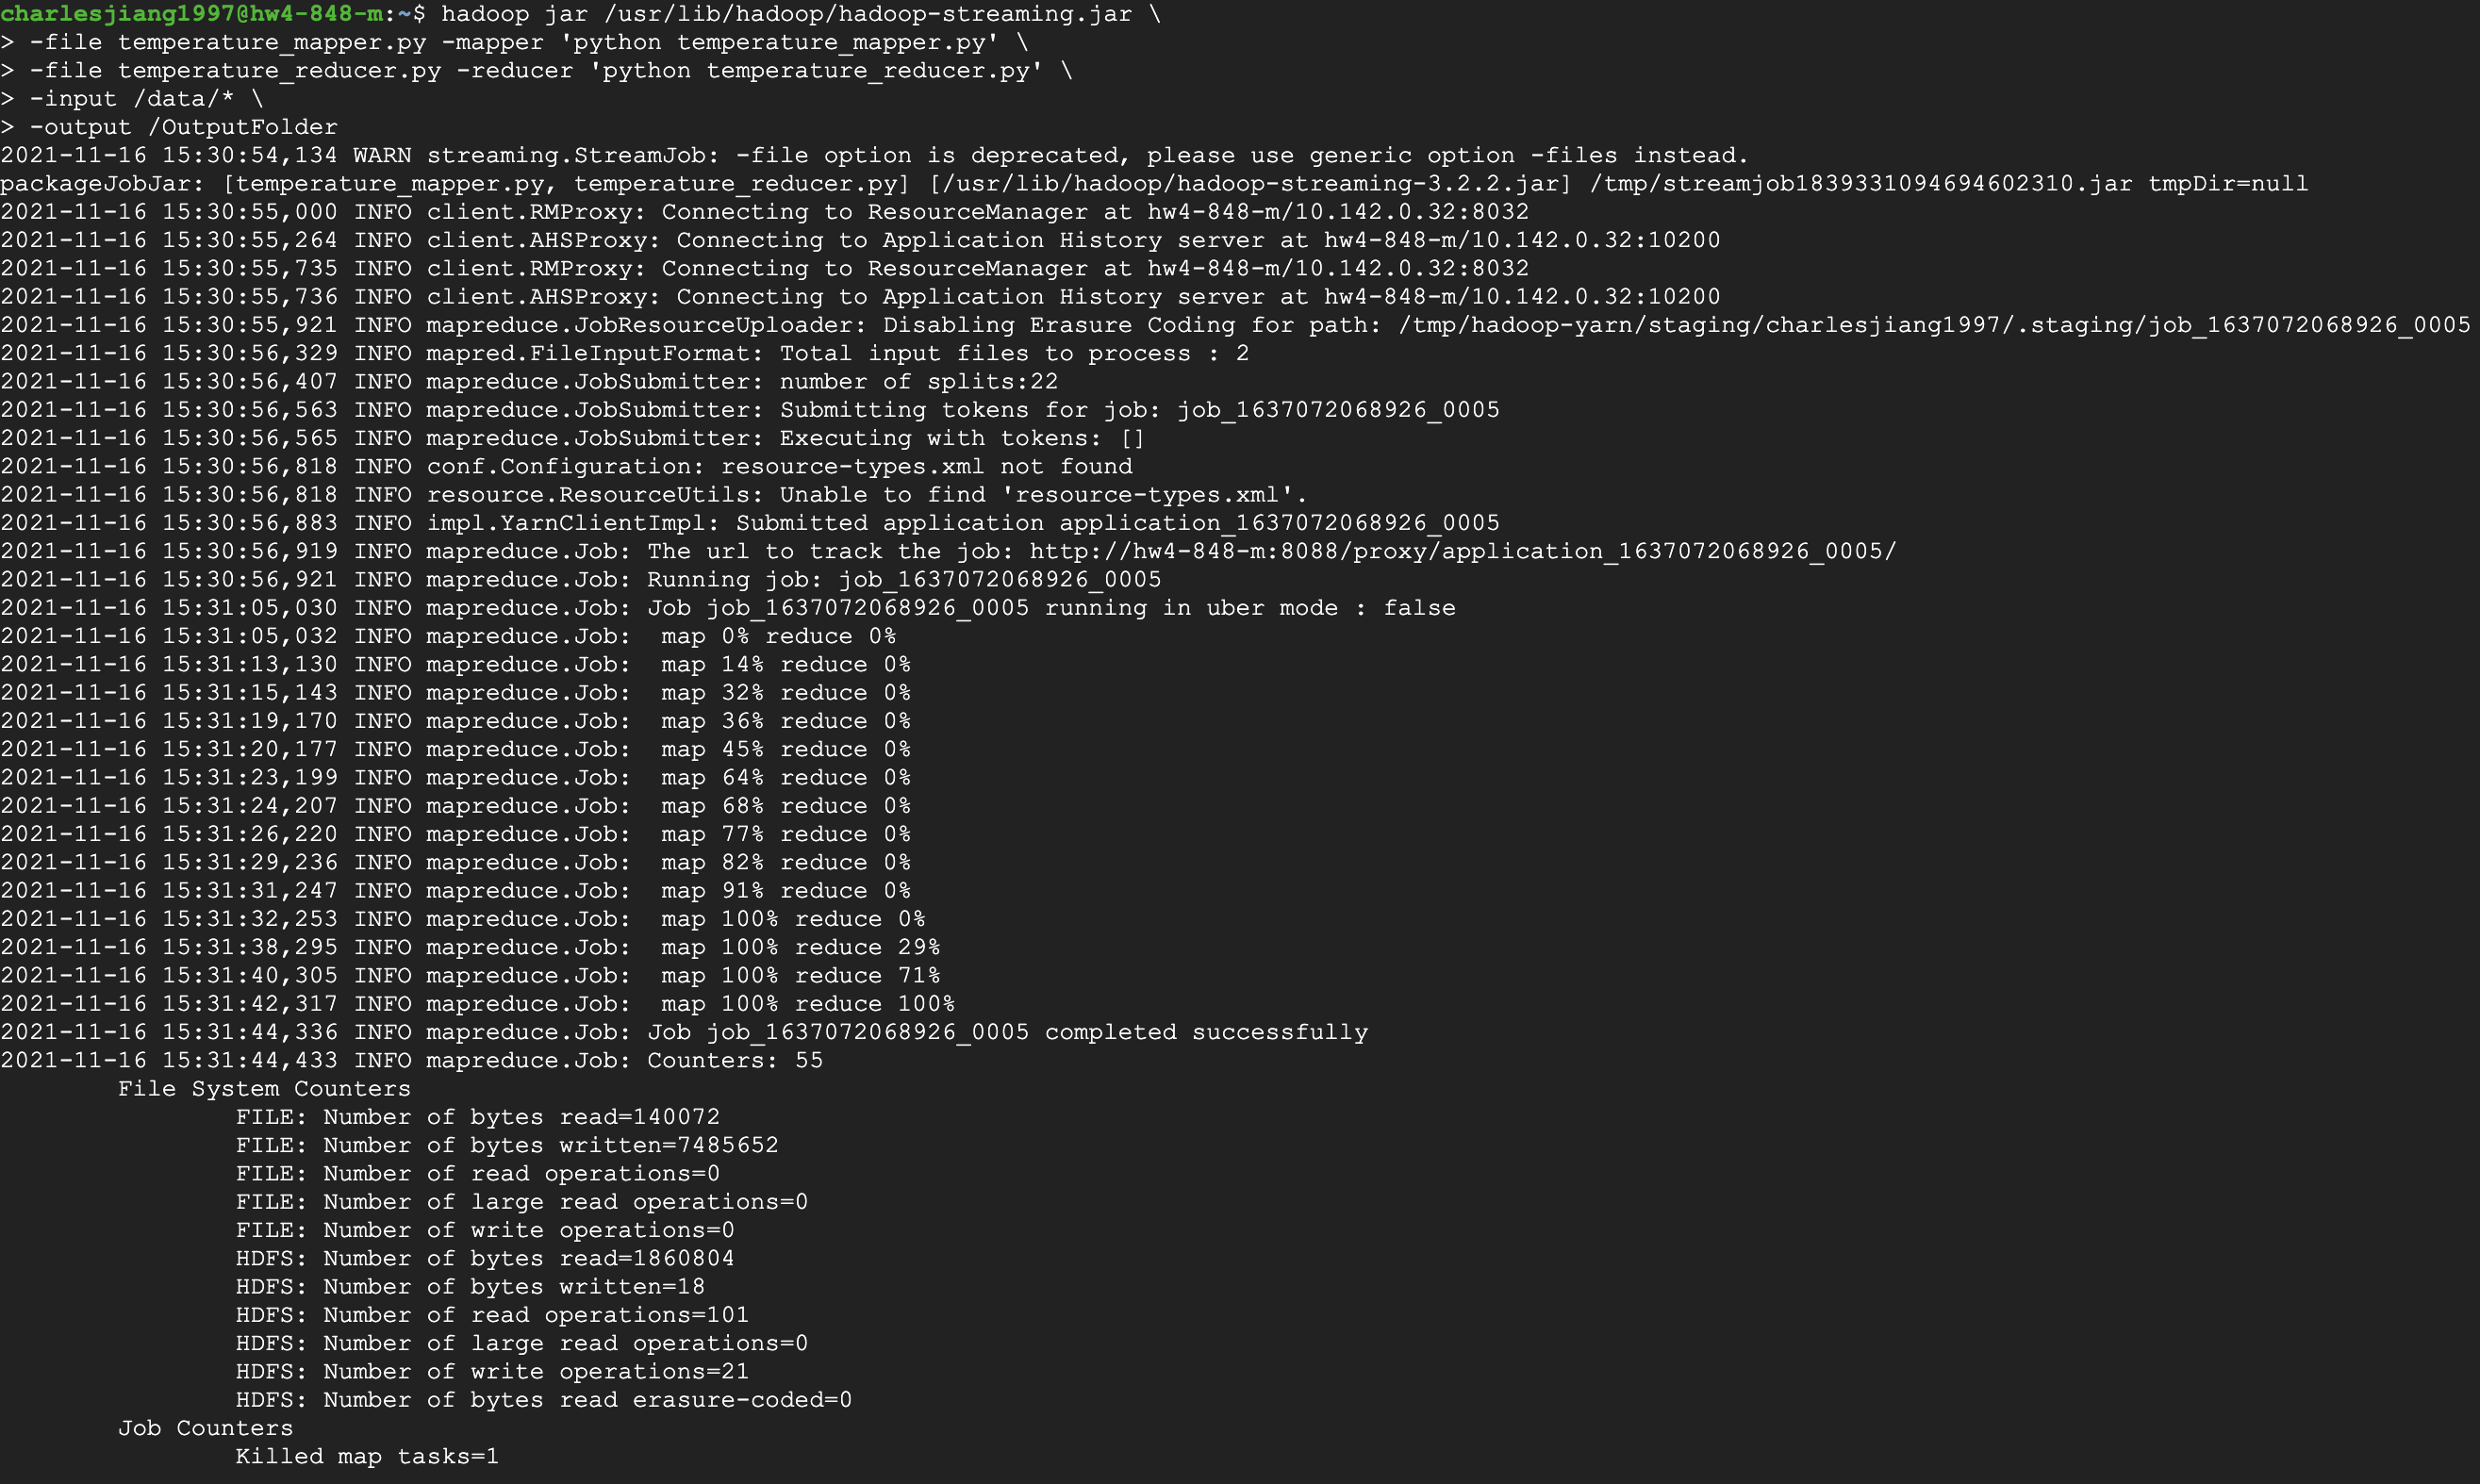 charlesjiang1997@hw4-848-m:~$ hadoop jar /usr/lib/hadoop/hadoop-streaming.jar \
> -file temperature_mapper.py -mapper 'python temperature_mapper.py' \
> -file temperature_reducer.py -reducer 'python temperature_reducer.py' \
> -input /data/* \
> -output /OutputFolder
2021-11-16 15:30:54,134 WARN streaming.StreamJob: -file option is deprecated, please use generic option -files instead.
packageJobJar: [temperature_mapper.py, temperature_reducer.py] [/usr/lib/hadoop/hadoop-streaming-3.2.2.jar] /tmp/streamjob1839331094694602310.jar tmpDir=null
2021-11-16 15:30:55,000 INFO client.RMProxy: Connecting to ResourceManager at hw4-848-m/10.142.0.32:8032
2021-11-16 15:30:55,264 INFO client.AHSProxy: Connecting to Application History server at hw4-848-m/10.142.0.32:10200
2021-11-16 15:30:55,735 INFO client.RMProxy: Connecting to ResourceManager at hw4-848-m/10.142.0.32:8032
2021-11-16 15:30:55,736 INFO client.AHSProxy: Connecting to Application History server at hw4-848-m/10.142.0.32:10200
2021-11-16 15:30:55,921 INFO mapreduce.JobResourceUploader: Disabling Erasure Coding for path: /tmp/hadoop-yarn/staging/charlesjiang1997/.staging/job_1637072068926_0005
2021-11-16 15:30:56,329 INFO mapred.FileInputFormat: Total input files to process : 2
2021-11-16 15:30:56,407 INFO mapreduce.JobSubmitter: number of splits:22
2021-11-16 15:30:56,563 INFO mapreduce.JobSubmitter: Submitting tokens for job: job_1637072068926_0005
2021-11-16 15:30:56,565 INFO mapreduce.JobSubmitter: Executing with tokens: []
2021-11-16 15:30:56,818 INFO conf.Configuration: resource-types.xml not found
2021-11-16 15:30:56,818 INFO resource.ResourceUtils: Unable to find 'resource-types.xml'.
2021-11-16 15:30:56,883 INFO impl.YarnClientImpl: Submitted application application_1637072068926_0005
2021-11-16 15:30:56,919 INFO mapreduce.Job: The url to track the job: http://hw4-848-m:8088/proxy/application_1637072068926_0005/
2021-11-16 15:30:56,921 INFO mapreduce.Job: Running job: job_1637072068926_0005
2021-11-16 15:31:05,030 INFO mapreduce.Job: Job job_1637072068926_0005 running in uber mode : false
2021-11-16 15:31:05,032 INFO mapreduce.Job:  map 0% reduce 0%
2021-11-16 15:31:13,130 INFO mapreduce.Job:  map 14% reduce 0%
2021-11-16 15:31:15,143 INFO mapreduce.Job:  map 32% reduce 0%
2021-11-16 15:31:19,170 INFO mapreduce.Job:  map 36% reduce 0%
2021-11-16 15:31:20,177 INFO mapreduce.Job:  map 45% reduce 0%
2021-11-16 15:31:23,199 INFO mapreduce.Job:  map 64% reduce 0%
2021-11-16 15:31:24,207 INFO mapreduce.Job:  map 68% reduce 0%
2021-11-16 15:31:26,220 INFO mapreduce.Job:  map 77% reduce 0%
2021-11-16 15:31:29,236 INFO mapreduce.Job:  map 82% reduce 0%
2021-11-16 15:31:31,247 INFO mapreduce.Job:  map 91% reduce 0%
2021-11-16 15:31:32,253 INFO mapreduce.Job:  map 100% reduce 0%
2021-11-16 15:31:38,295 INFO mapreduce.Job:  map 100% reduce 29%
2021-11-16 15:31:40,305 INFO mapreduce.Job:  map 100% reduce 71%
2021-11-16 15:31:42,317 INFO mapreduce.Job:  map 100% reduce 100%
2021-11-16 15:31:44,336 INFO mapreduce.Job: Job job_1637072068926_0005 completed successfully
2021-11-16 15:31:44,433 INFO mapreduce.Job: Counters: 55
File System Counters
FILE: Number of bytes read=140072
FILE: Number of bytes written=7485652
FILE: Number of read operations=0
FILE: Number of large read operations=0
FILE: Number of write operations=0
HDFS: Number of bytes read=1860804
HDFS: Number of bytes written=18
HDFS: Number of read operations=101
HDFS: Number of large read operations=0
HDFS: Number of write operations=21
HDFS: Number of bytes read erasure-coded=0
Job Counters
Killed map tasks=1